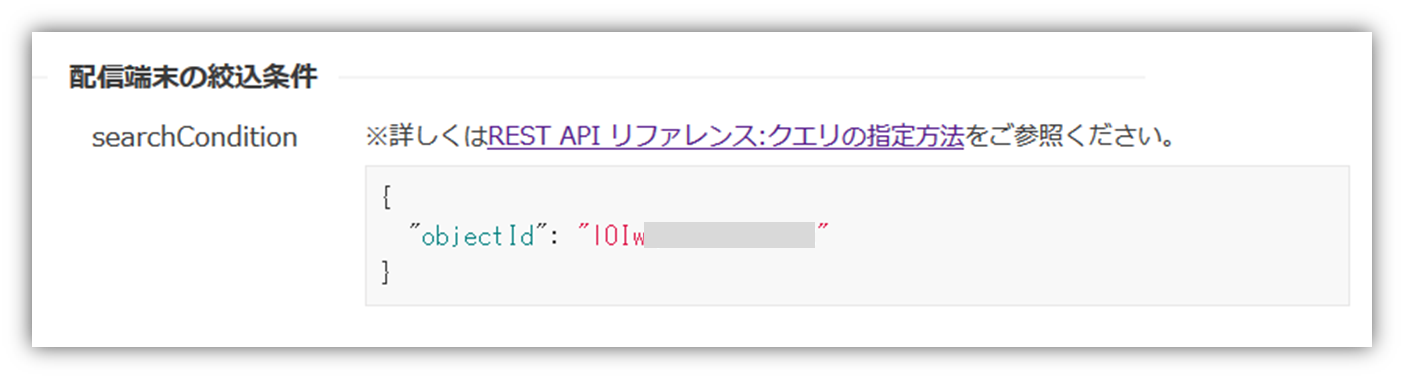 配信端末の絞込条件
searchCondition ※詳しくはREST API リファレンス:クエリの指定方法をご参照ください。
{
"objectId": "lOIw"
}